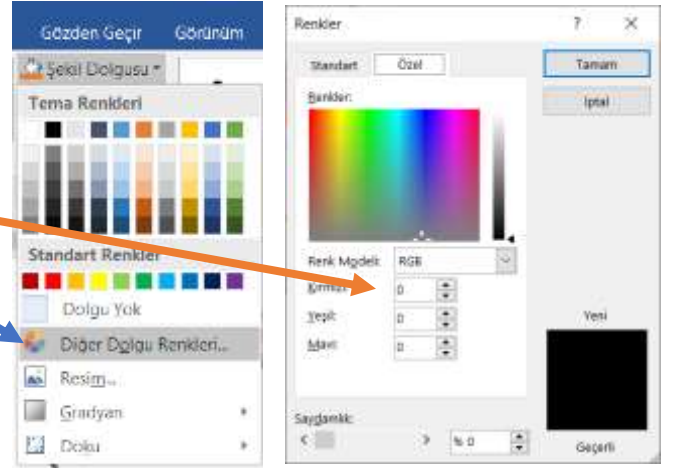 Gözden Geçir Görünüm
Şekil Dolgusu
Tema Renkleri
Standart Renkler
Dolgu Yok
Diğer Dolgu Renkleri...
Resim...
Gradyan
Doku
Renkler
? ×
Standart Özel
Tamam
İptal
Renkler:
Renk Modeli: RGB
Kırmızı: 0
Yeşil: 0
Mavi: 0
Yeni
Saydamlık:
< > % 0
Geçerli